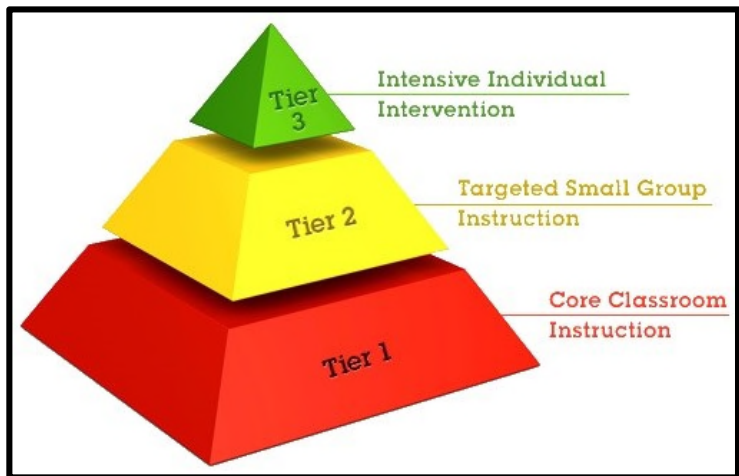 Tier
3
Intensive Individual
Intervention
Tier 2
Targeted Small Group
Instruction
Core Classroom
Instruction
Tier 1